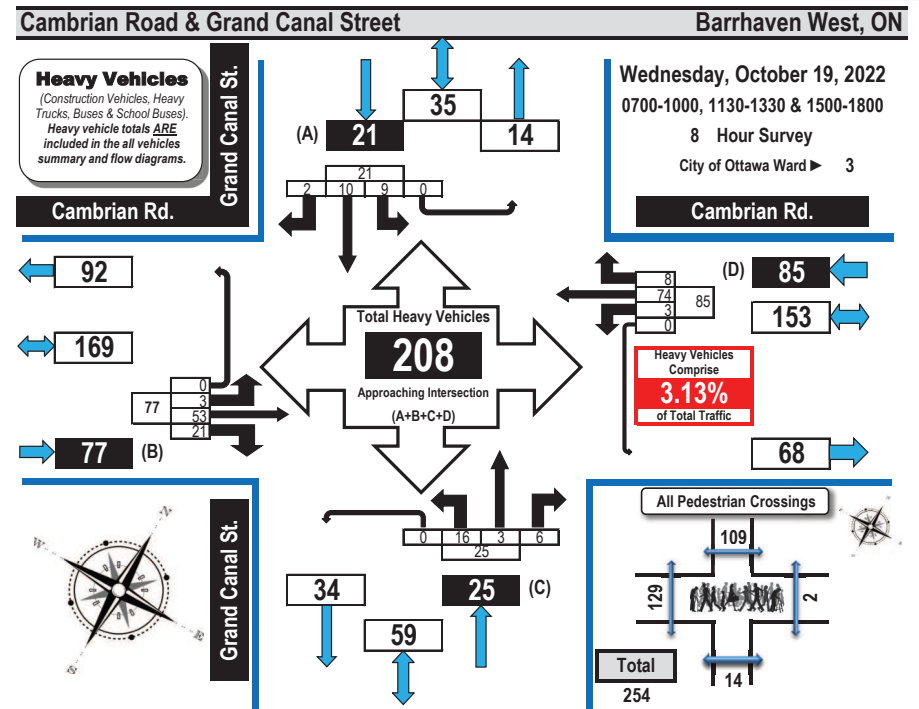 Cambrian Road & Grand Canal Street
Barrhaven West, ON
Heavy Vehicles
(Construction Vehicles, Heavy
Trucks, Buses & School Buses).
Heavy vehicle totals ARE
included in the all vehicles
summary and flow diagrams.
Grand Canal St.
Cambrian Rd.
35
(A)
21
14
21
2
10
9
0
Wednesday, October 19, 2022
0700-1000, 1130-1330 & 1500-1800
8 Hour Survey
City of Ottawa Ward ► 3
Cambrian Rd.
92
169
77
0
3
53
21
77
(B)
Total Heavy Vehicles
208
Approaching Intersection
(A+B+C+D)
8
74
3
0
85
(D)
85
153
Heavy Vehicles
Comprise
3.13%
of Total Traffic
68
N
W
E
S
Grand Canal St.
0
16
3
6
25
34
25
(C)
59
All Pedestrian Crossings
109
129
2
14
Total
254